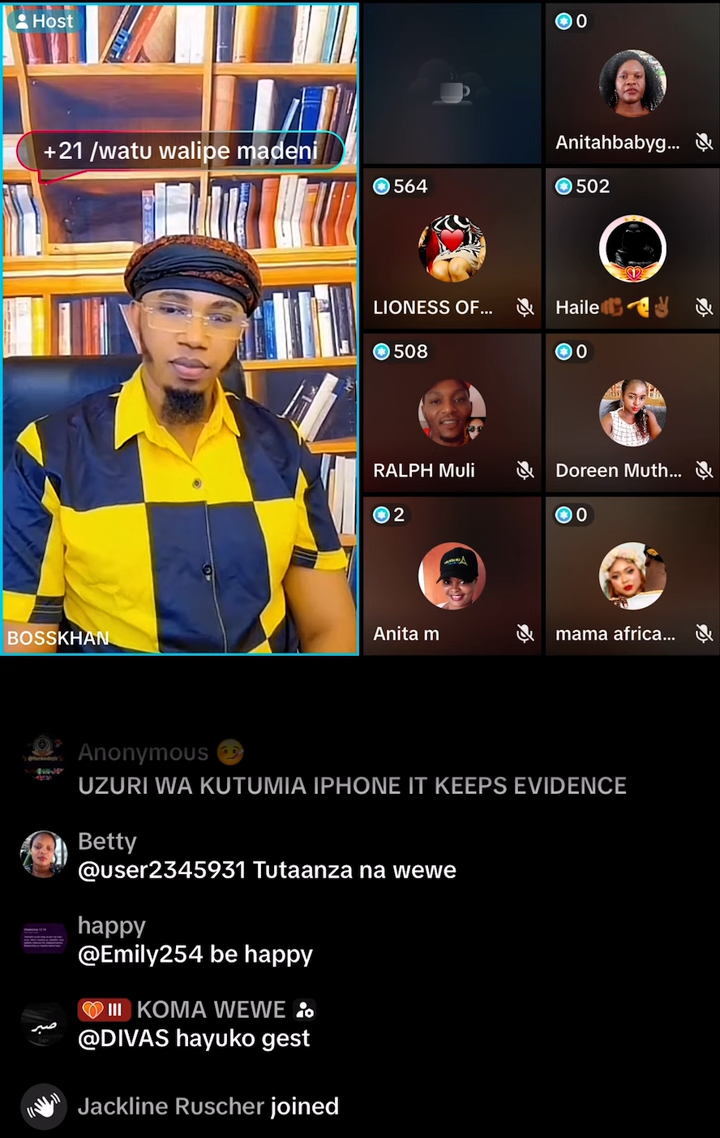 Host
+21 /watu walipe madeni
BOSSKHAN
0
Anitahbabyg...
564
LIONESS OF...
502
Haile
508
RALPH Muli
0
Doreen Muth...
2
Anita m
0
mama africa...
Anonymous 😏
UZURI WA KUTUMIA IPHONE IT KEEPS EVIDENCE
Betty
@user2345931 Tutaanza na wewe
happy
@Emily254 be happy
III KOMA WEWE
@DIVAS hayuko gest
صبر
Jackline Ruscher joined